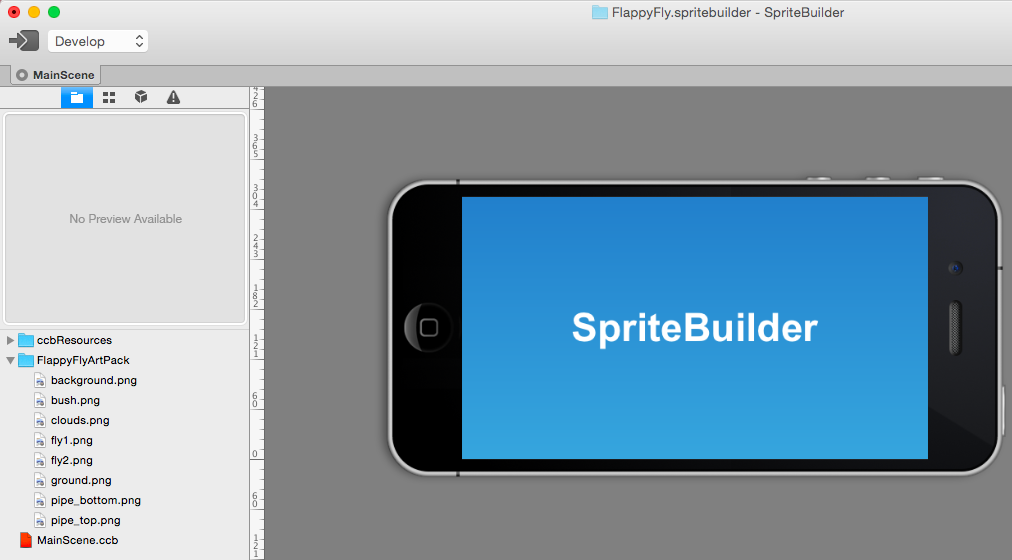 FlappyFly.spritebuilder - SpriteBuilder
Develop
MainScene
No Preview Available
ccbResources
FlappyFlyArtPack
background.png
bush.png
clouds.png
fly1.png
fly2.png
ground.png
pipe_bottom.png
pipe_top.png
MainScene.ccb
426
365
304
243
182
121
60
0
60
121
SpriteBuilder